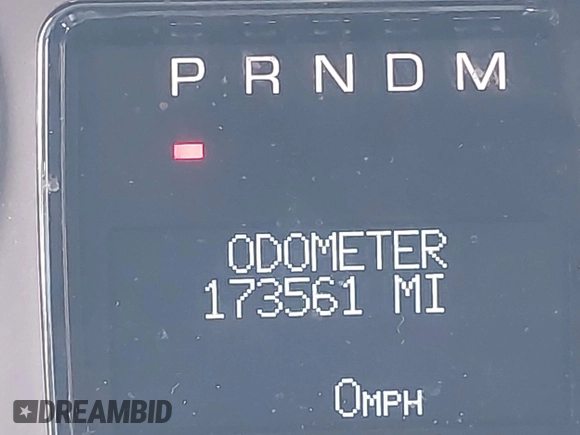 P R N D M
ODOMETER
173561 MI
0MPH
DREAMBID